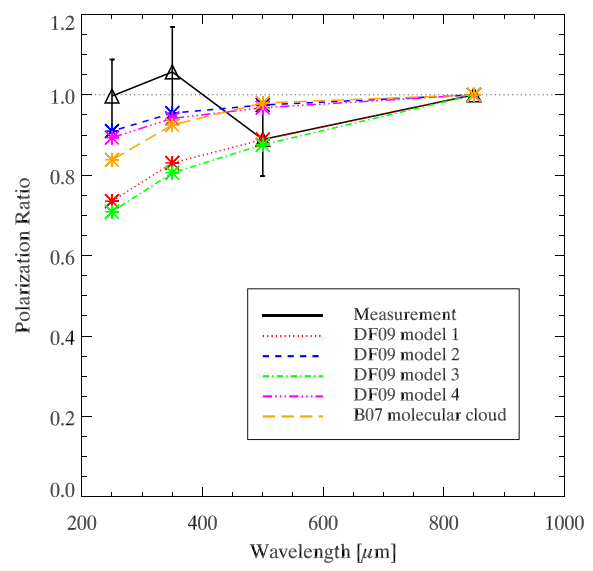 1.2
1.0
0.8
0.6
0.4
0.2
0.0
Polarization Ratio
Measurement
DF09 model 1
DF09 model 2
DF09 model 3
DF09 model 4
B07 molecular cloud
200 400 600 800 1000
Wavelength [μm]